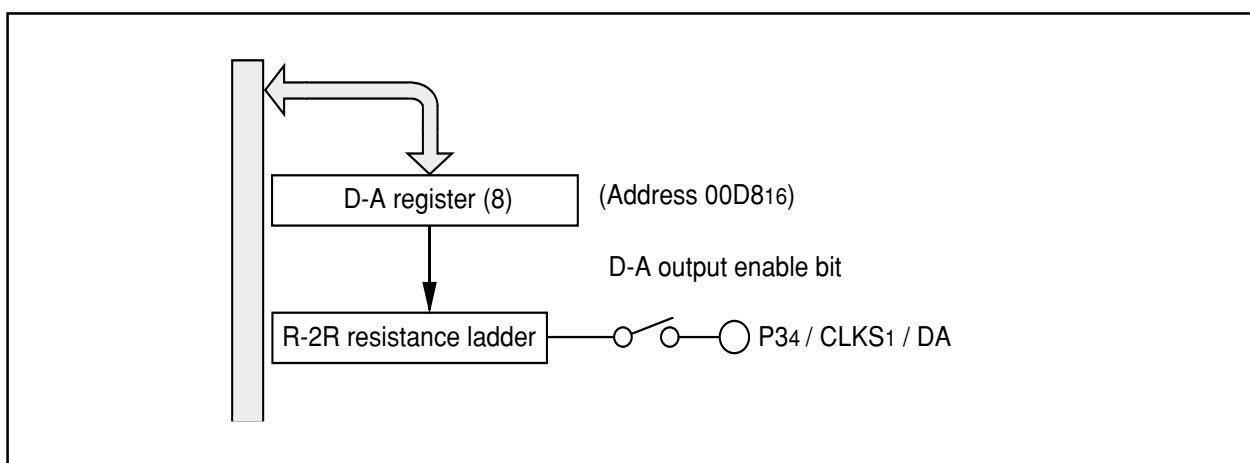 D-A register (8)
(Address 00D816)
D-A output enable bit
R-2R resistance ladder
P34 / CLKS1 / DA